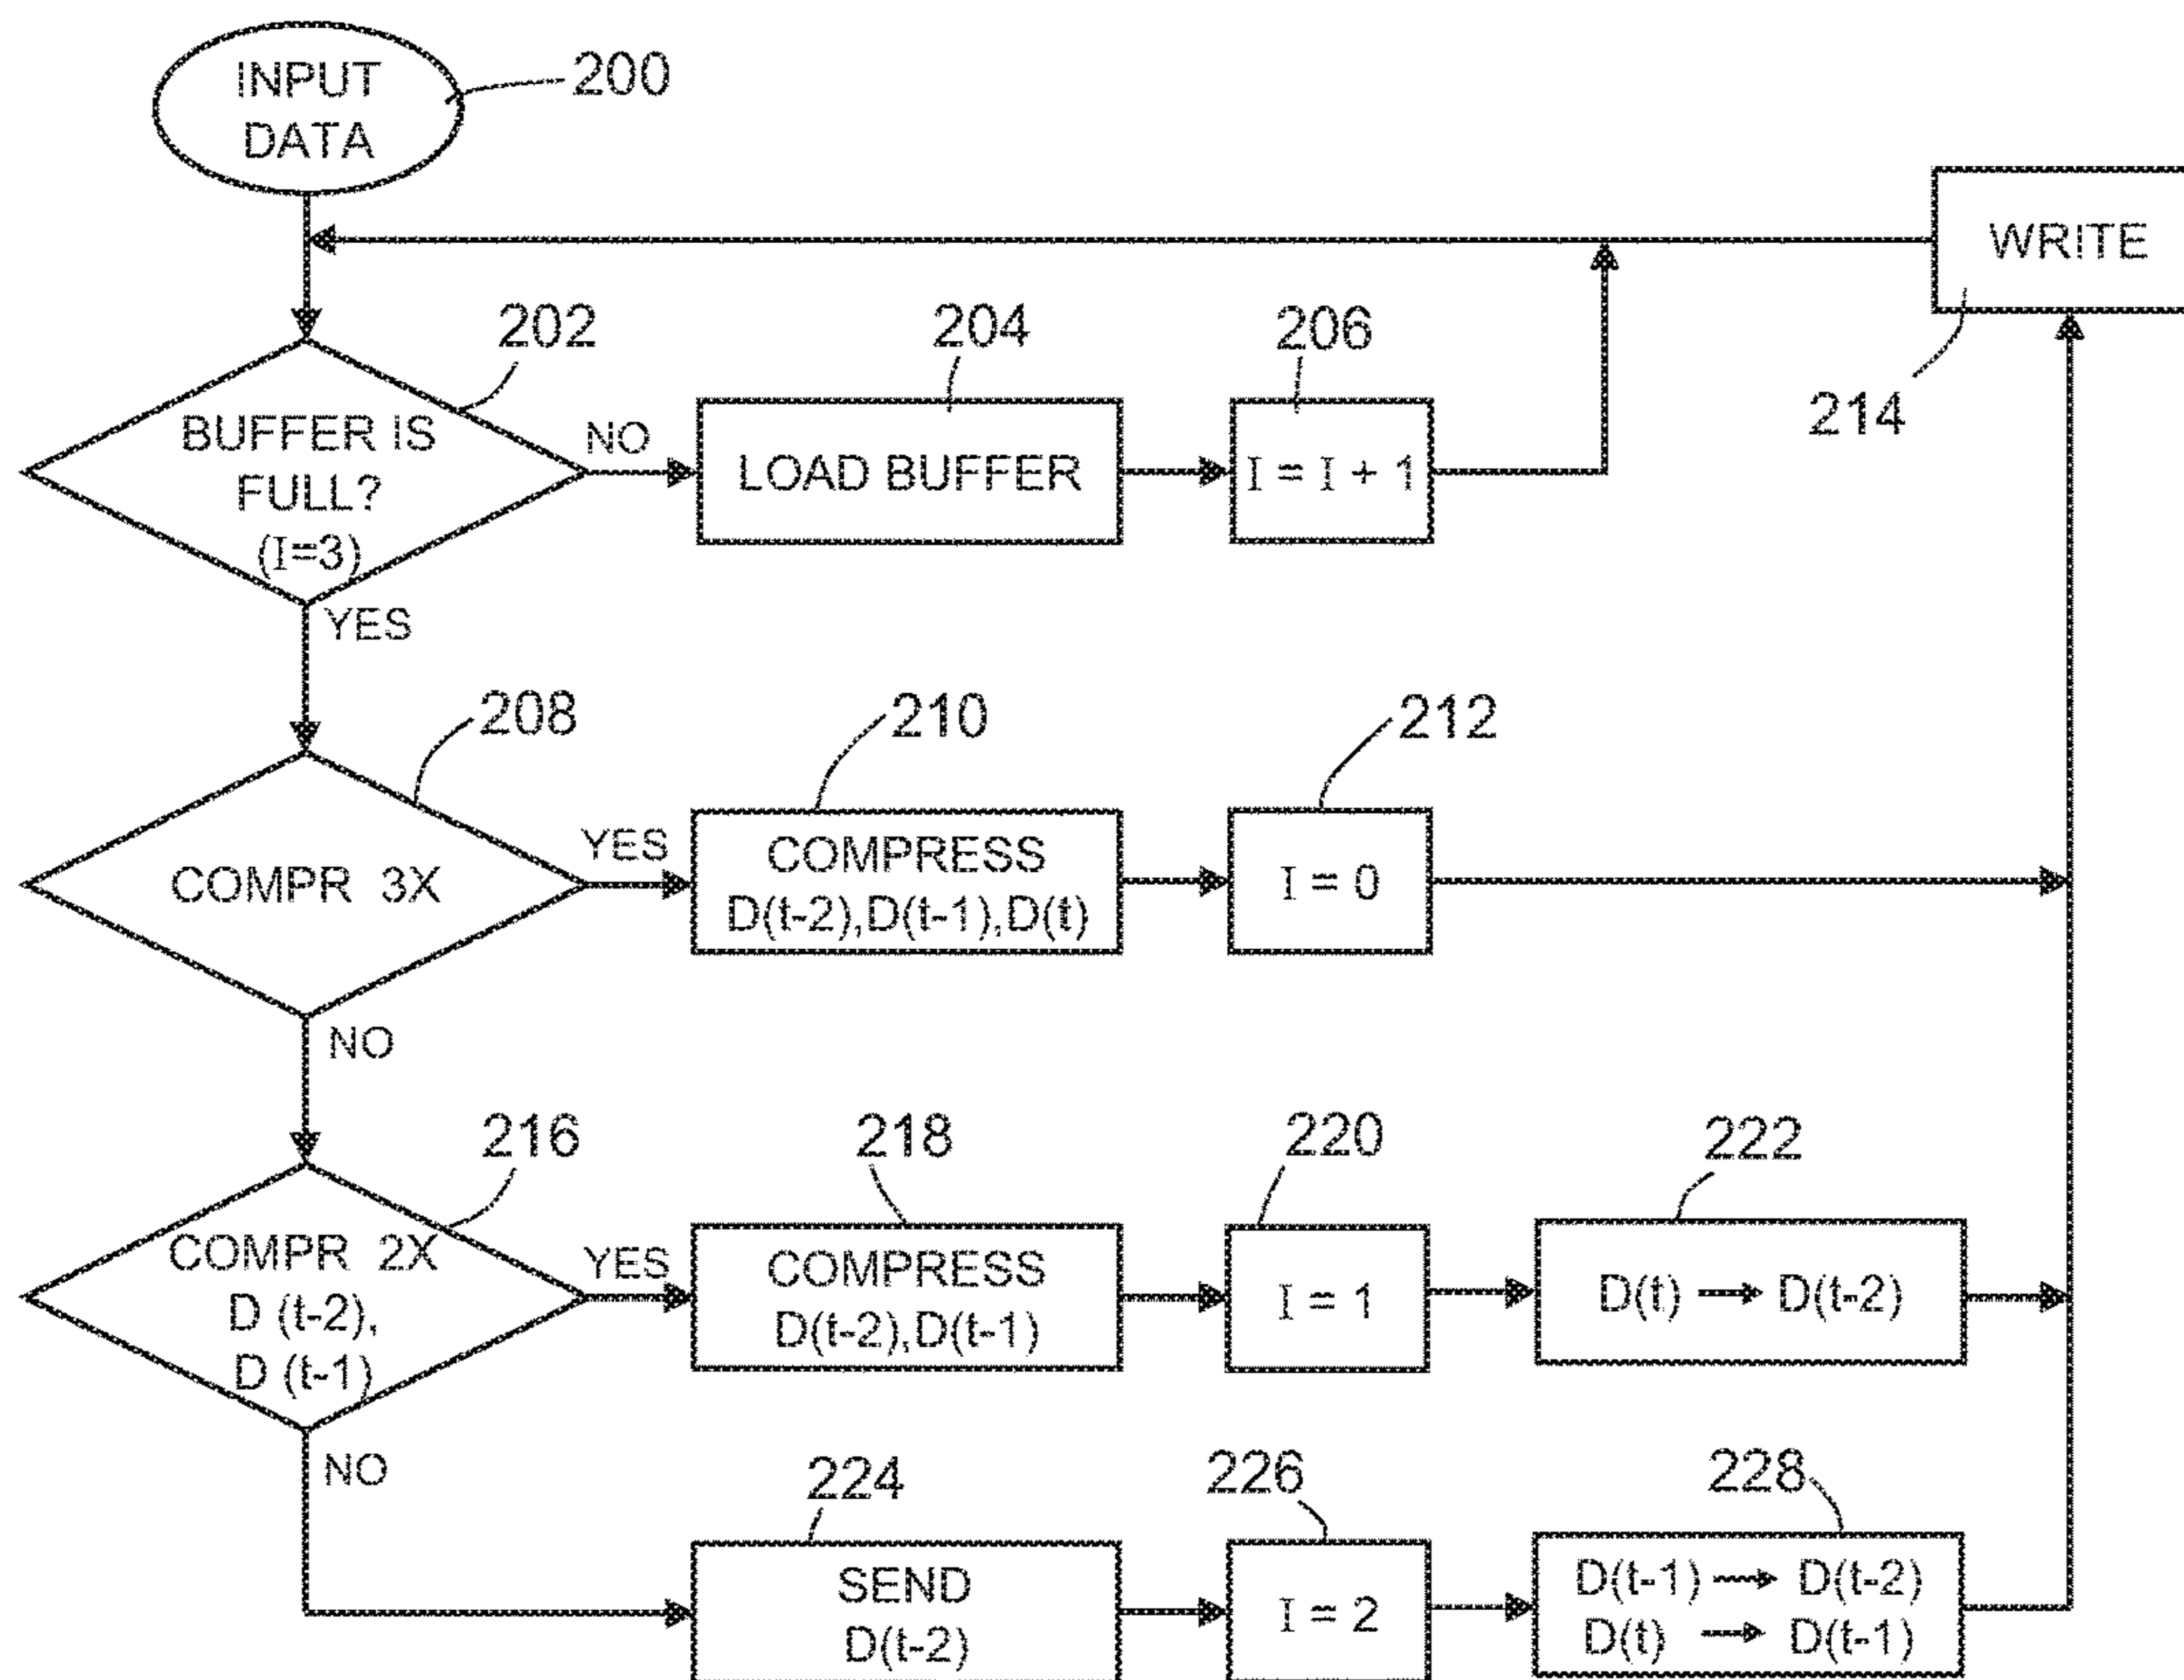 INPUT
DATA
200
WRITE
214
202
204
206
BUFFER IS
FULL?
(I=3)
NO
LOAD BUFFER
I = I + 1
YES
208
210
212
COMPR 3X
YES
COMPRESS
D(t-2),D(t-1),D(t)
I = 0
NO
216
218
220
222
COMPR 2X
D (t-2),
D (t-1)
YES
COMPRESS
D(t-2),D(t-1)
I = 1
D(t) → D(t-2)
NO
224
226
228
SEND
D(t-2)
I = 2
D(t-1) → D(t-2)
D(t) → D(t-1)